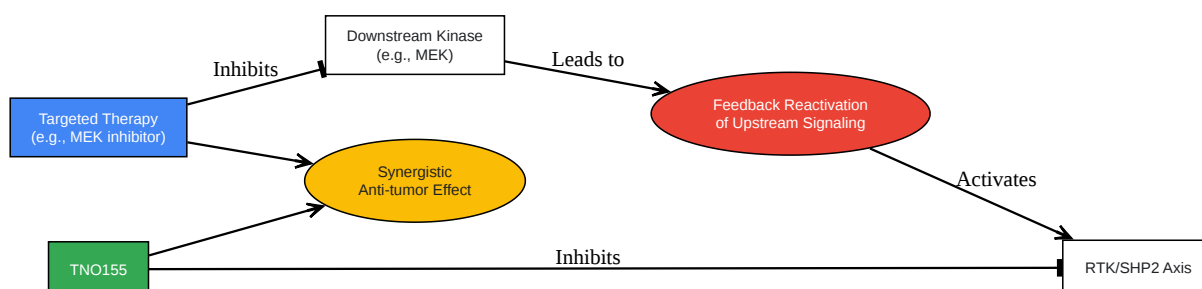 Downstream Kinase
(e.g., MEK)
Inhibits
Leads to
Targeted Therapy
(e.g., MEK inhibitor)
Feedback Reactivation
of Upstream Signaling
Synergistic
Anti-tumor Effect
Activates
TNO155
Inhibits
RTK/SHP2 Axis